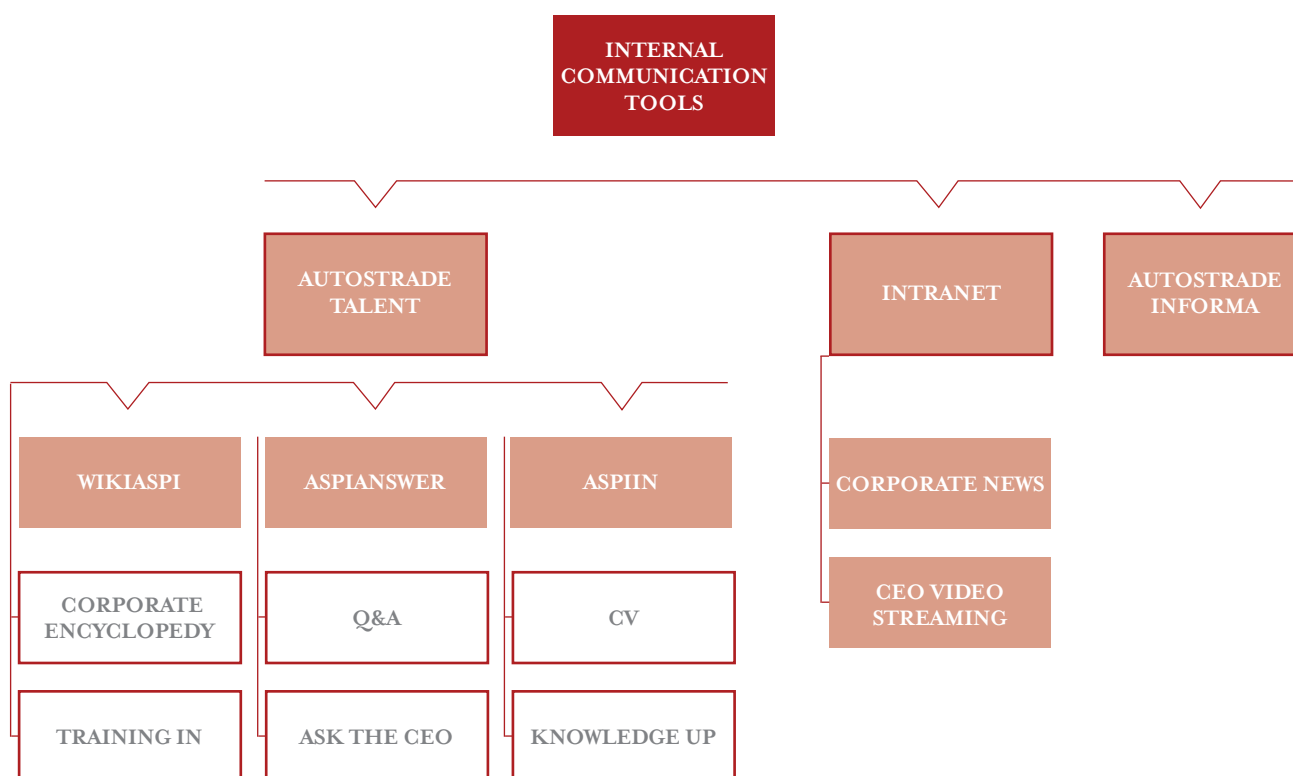 INTERNAL
COMMUNICATION
TOOLS
AUTOSTRADE
TALENT
INTRANET
AUTOSTRADE
INFORMA
WIKIASPI
ASPIANSWER
ASPIIN
CORPORATE NEWS
CORPORATE
ENCYCLOPEDY
Q&A
CV
CEO VIDEO
STREAMING
TRAINING IN
ASK THE CEO
KNOWLEDGE UP